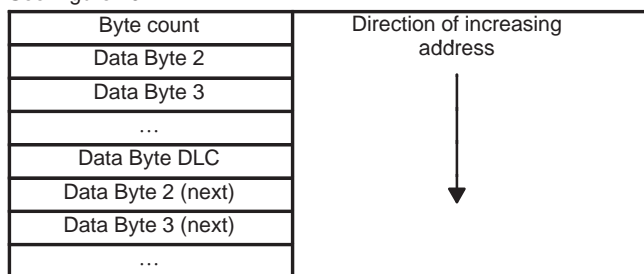 Byte count
Data Byte 2
Data Byte 3
…
Data Byte DLC
Data Byte 2 (next)
Data Byte 3 (next)
…
Direction of increasing
address